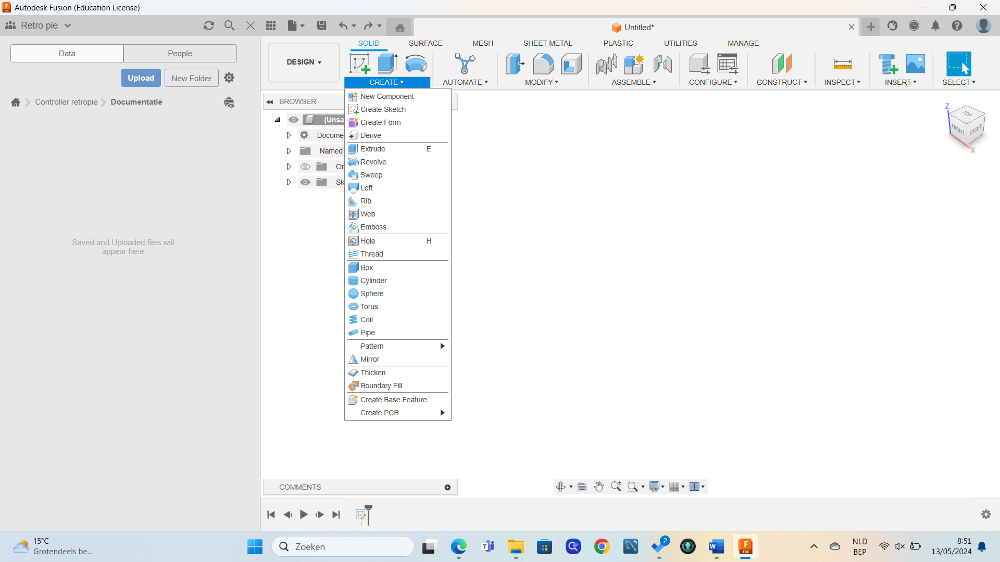 Autodesk Fusion (Education License)
Retro pie
Untitled*
Data
People
Upload
New Folder
Controller retropie
Documentatie
Saved and Uploaded files will
appear here
SOLID
SURFACE
MESH
SHEET METAL
PLASTIC
UTILITIES
MANAGE
DESIGN
CREATE
AUTOMATE
MODIFY
ASSEMBLE
CONFIGURE
CONSTRUCT
INSPECT
INSERT
SELECT
BROWSER
(Unsa
Docume
Named
Or
Sk
New Component
Create Sketch
Create Form
Derive
Extrude E
Revolve
Sweep
Loft
Rib
Web
Emboss
Hole H
Thread
Box
Cylinder
Sphere
Torus
Coil
Pipe
Pattern
Mirror
Thicken
Boundary Fill
Create Base Feature
Create PCB
Z
TOP
FRONT
RIGHT
X
COMMENTS
15°C
Grotendeels be...
Zoeken
2
NLD
BEP
8:51
13/05/2024